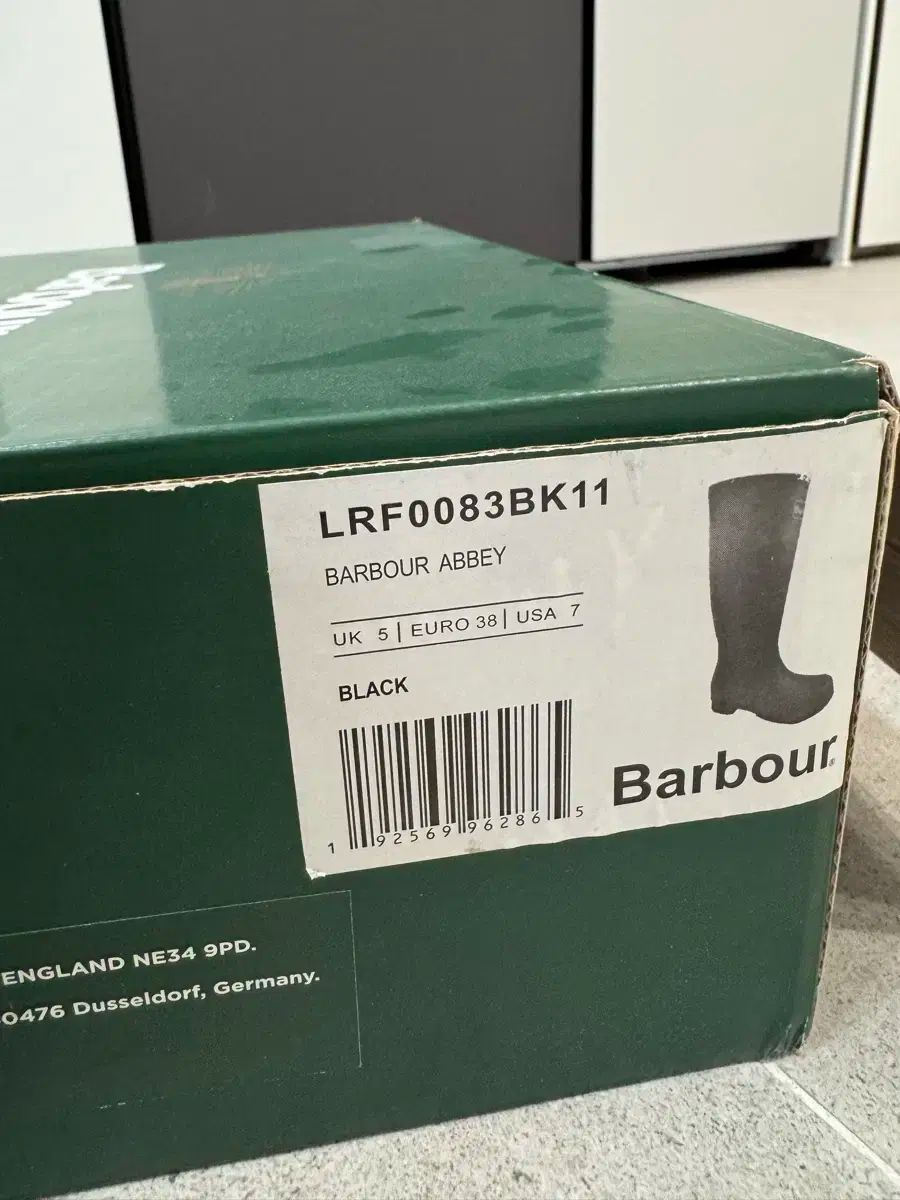 LRF0083BK11
BARBOUR ABBEY
UK 5 | EURO 38 | USA 7
BLACK
1 92569 96286 5
Barbour
ENGLAND NE34 9PD.
0476 Dusseldorf, Germany.